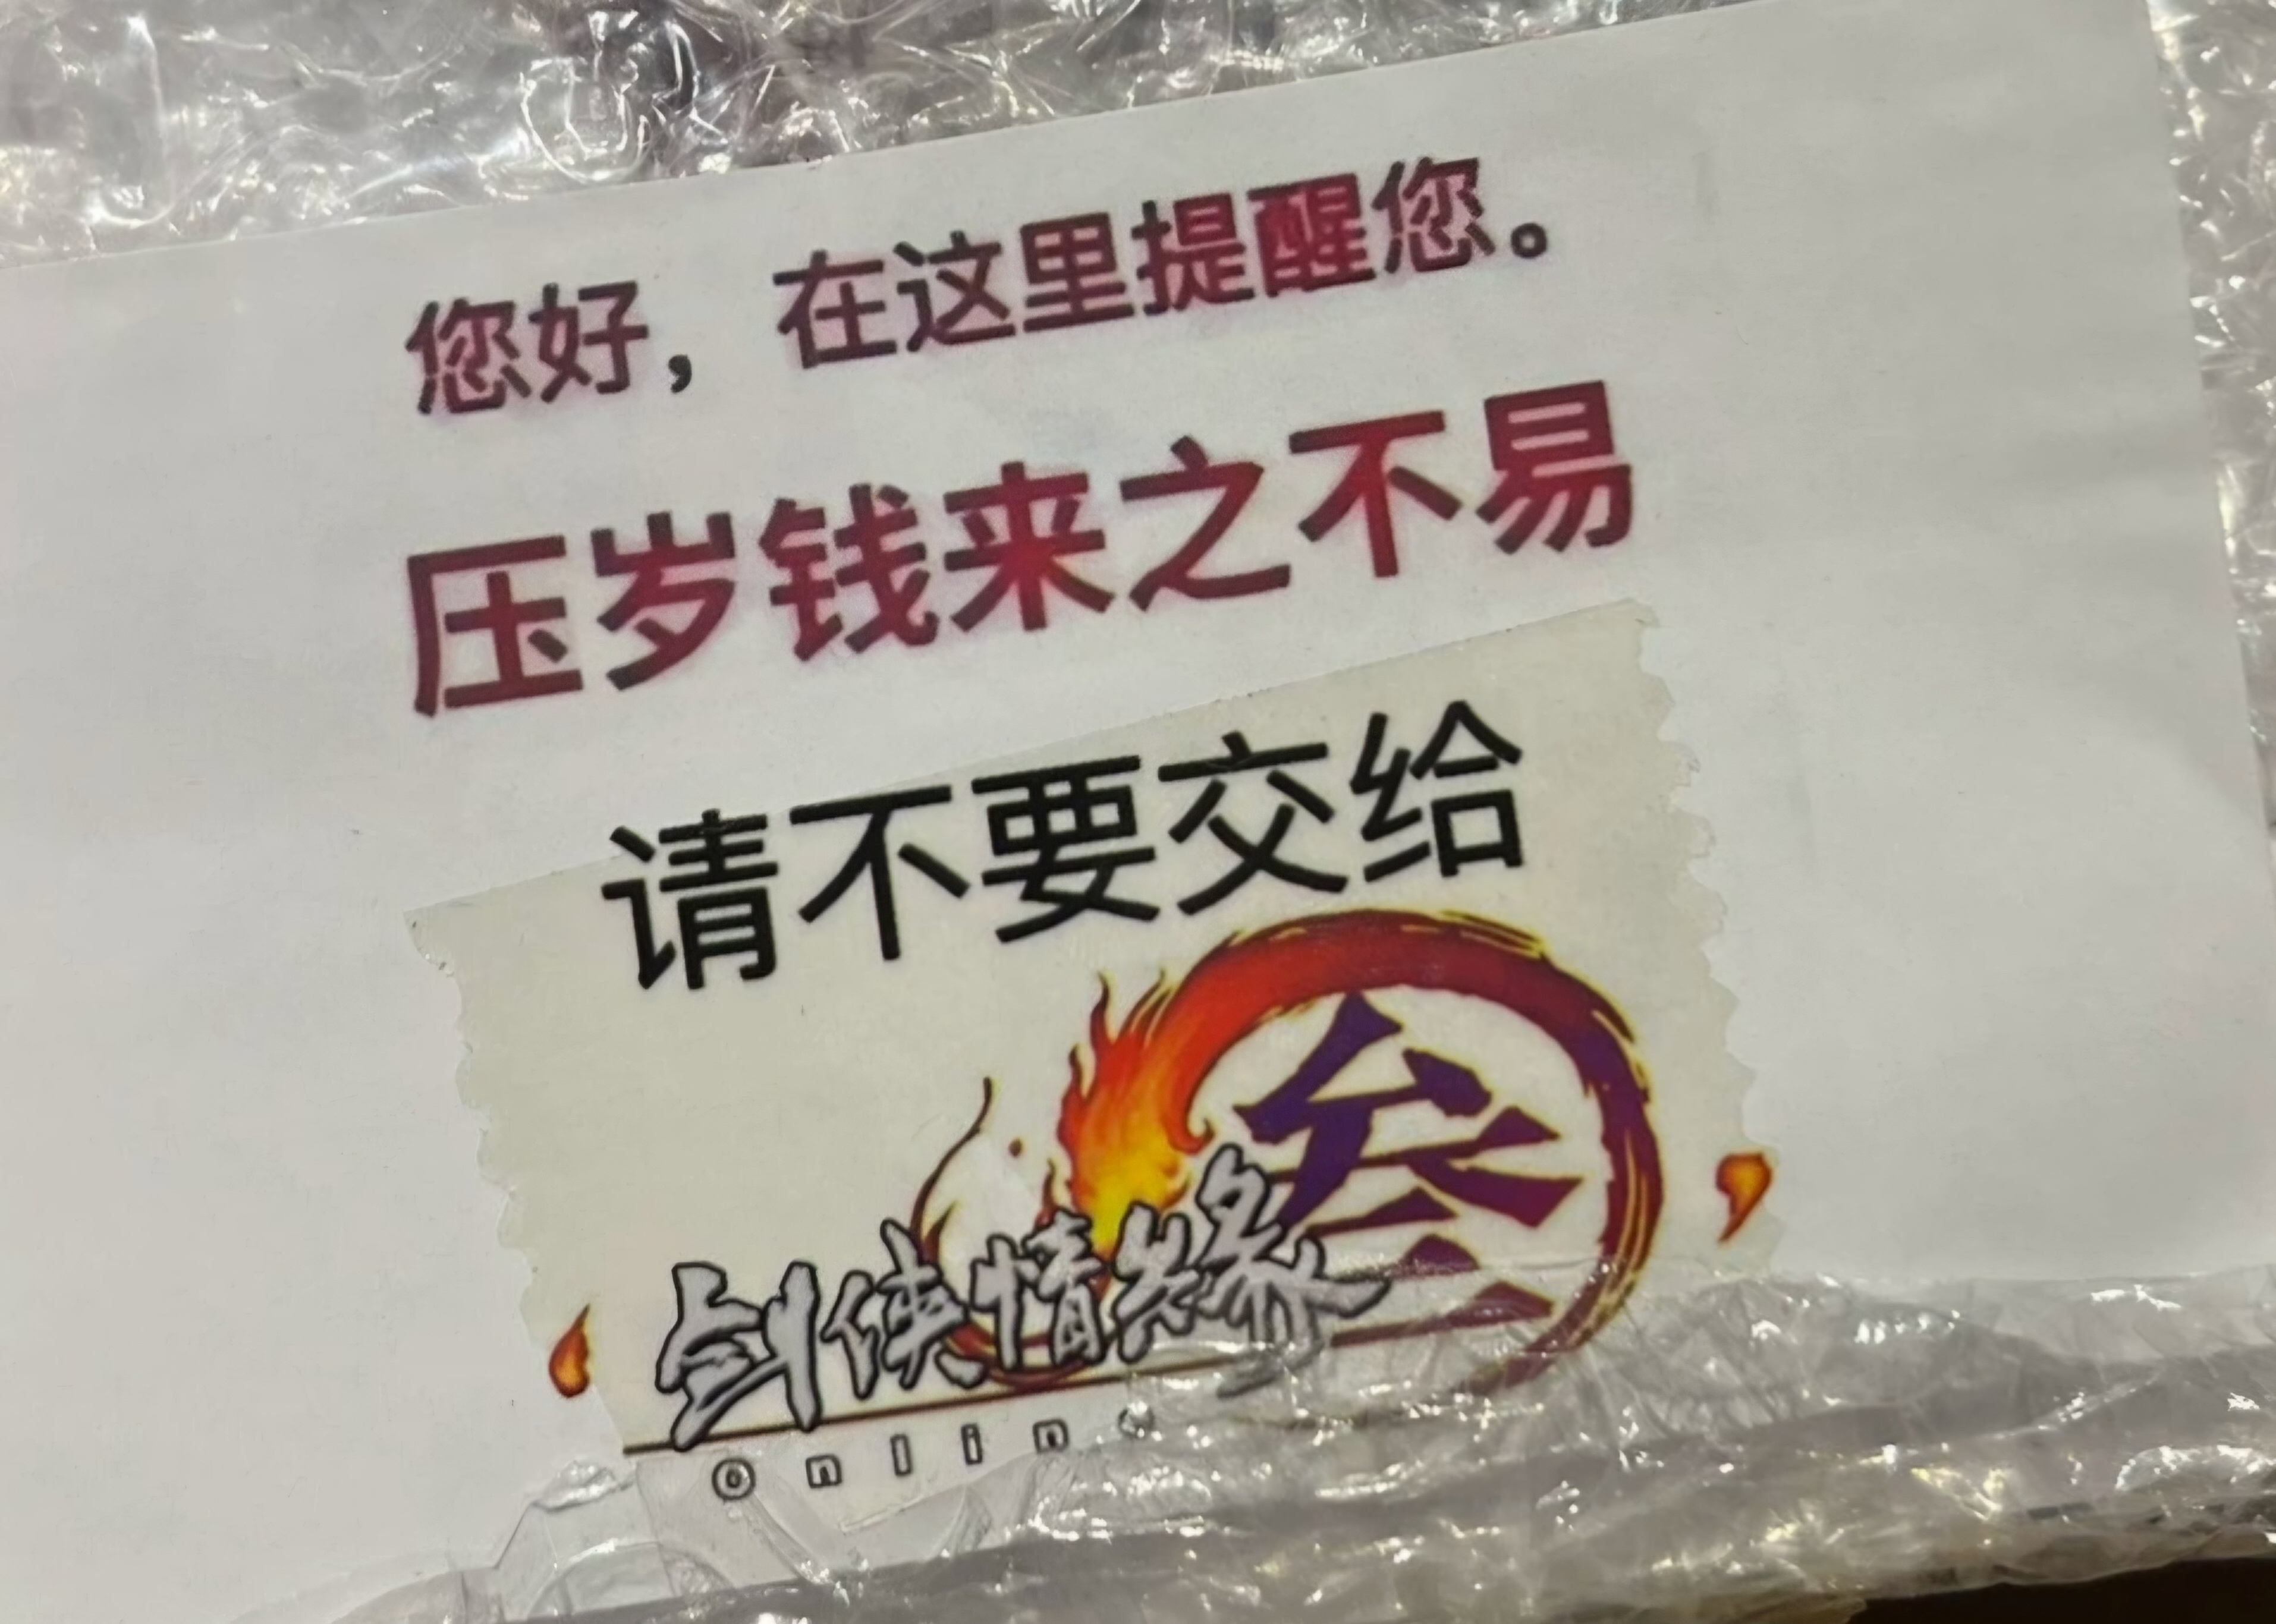 您好，在这里提醒您。
压岁钱来之不易
请不要交给
剑侠情缘
叁
online